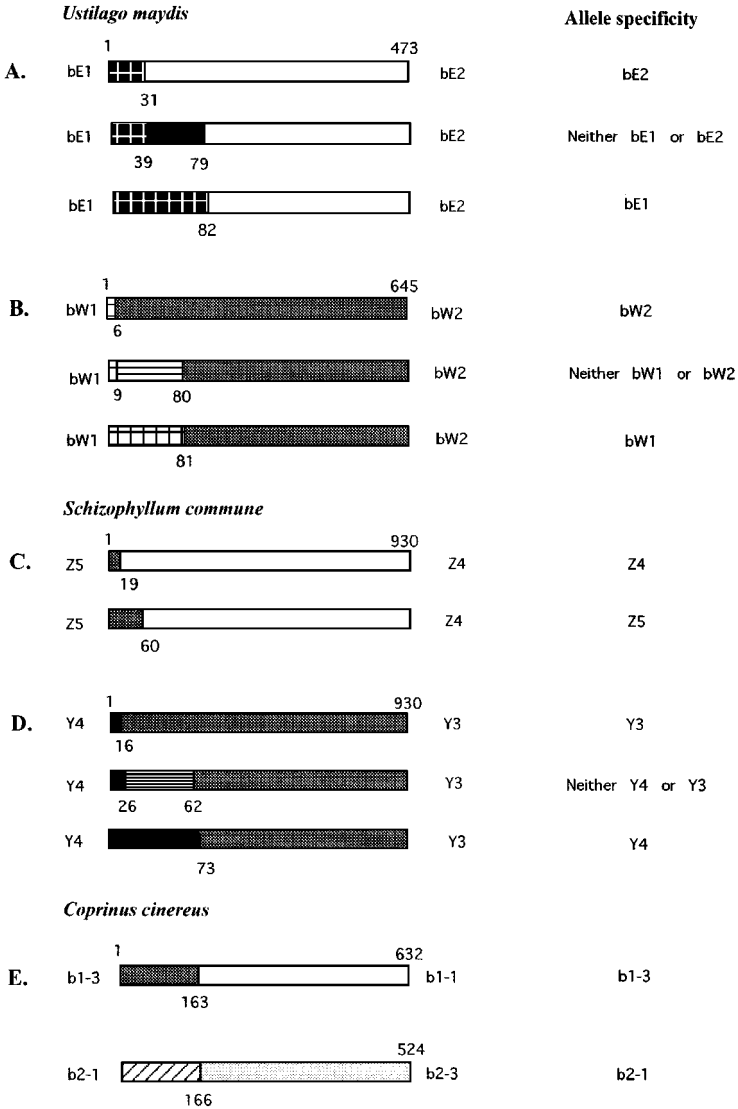 Ustilago maydis Allele specificity
1 473
A. bE1 bE2 bE2
31
bE1 bE2 Neither bE1 or bE2
39 79
bE1 bE2 bE1
82
1 645
B. bW1 bW2 bW2
6
bW1 bW2 Neither bW1 or bW2
9 80
bW1 bW2 bW1
81
Schizophyllum commune
1 930
C. Z5 Z4 Z4
19
Z5 Z4 Z5
60
1 930
D. Y4 Y3 Y3
16
Y4 Y3 Neither Y4 or Y3
26 62
Y4 Y3 Y4
73
Coprinus cinereus
1 632
E. b1-3 b1-1 b1-3
163
524
b2-1 b2-3 b2-1
166